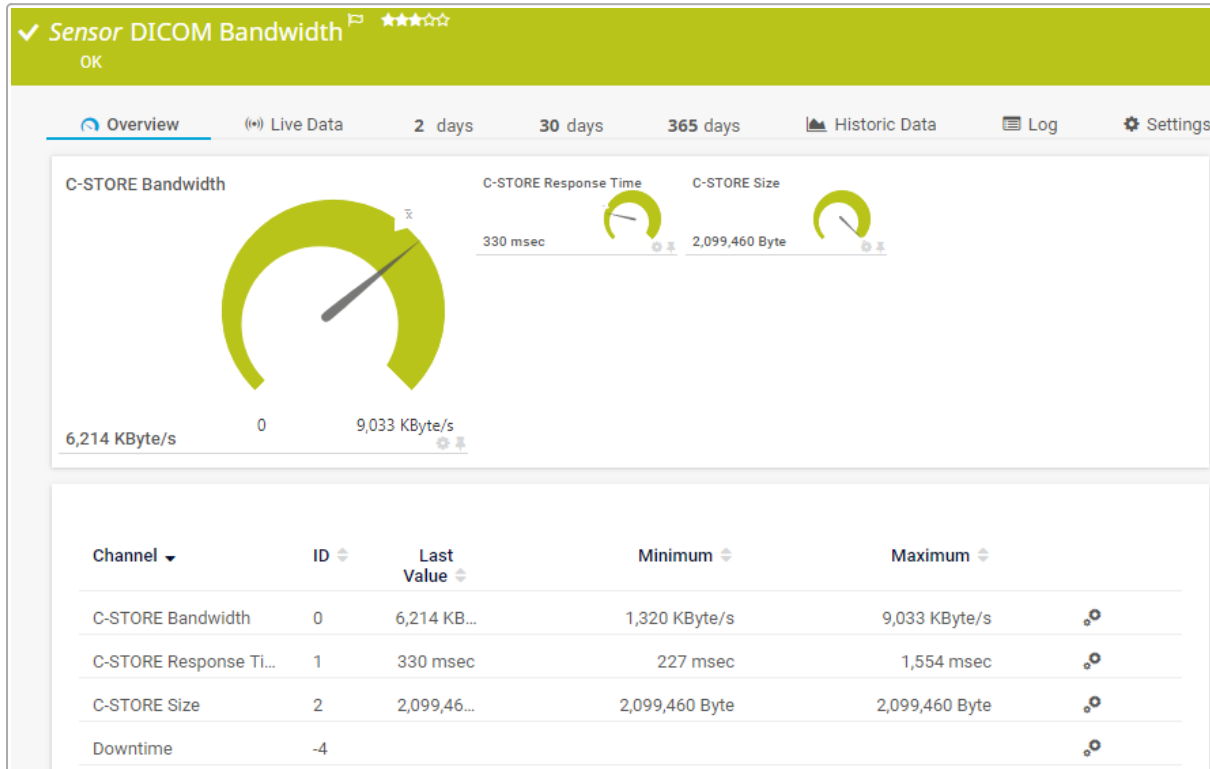 Sensor DICOM Bandwidth
OK
Overview Live Data 2 days 30 days 365 days Historic Data Log Settings
C-STORE Bandwidth
x̄
0 9,033 KByte/s
6,214 KByte/s
C-STORE Response Time
330 msec
C-STORE Size
2,099,460 Byte
Channel ID Last Value Minimum Maximum
C-STORE Bandwidth 0 6,214 KB... 1,320 KByte/s 9,033 KByte/s
C-STORE Response Ti... 1 330 msec 227 msec 1,554 msec
C-STORE Size 2 2,099,46... 2,099,460 Byte 2,099,460 Byte
Downtime -4